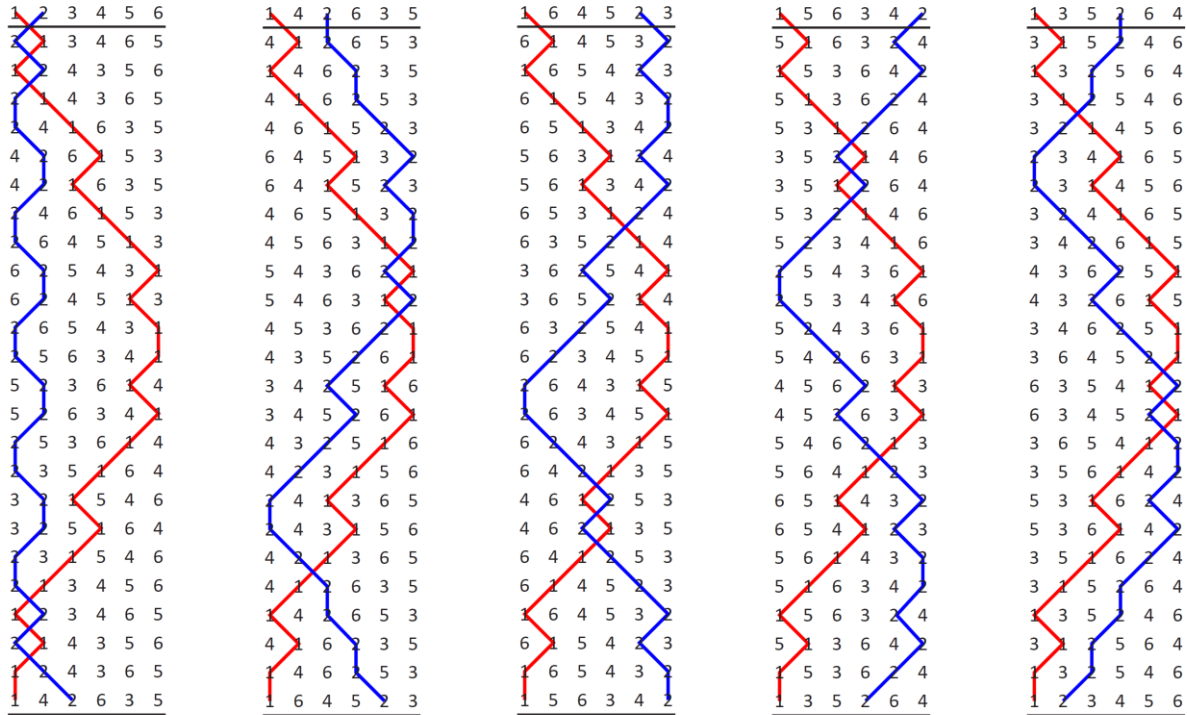 1 2 3 4 5 6
2 1 3 4 6 5
1 2 4 3 5 6
2 1 4 3 6 5
2 4 1 6 3 5
4 2 6 1 5 3
4 2 1 6 3 5
2 4 6 1 5 3
2 6 4 5 1 3
6 2 5 4 3 1
6 2 4 5 1 3
2 6 5 4 3 1
2 5 6 3 4 1
5 2 3 6 1 4
5 2 6 3 4 1
2 5 3 6 1 4
2 3 5 1 6 4
3 2 1 5 4 6
3 2 5 1 6 4
2 3 1 5 4 6
2 1 3 4 5 6
1 2 3 4 6 5
2 1 4 3 5 6
1 2 4 3 6 5
1 4 2 6 3 5
1 4 2 6 3 5
4 1 2 6 5 3
1 4 6 2 3 5
4 1 6 2 5 3
4 6 1 5 2 3
6 4 5 1 3 2
6 4 1 5 2 3
4 6 5 1 3 2
4 5 6 3 1 2
5 4 3 6 2 1
5 4 6 3 1 2
4 5 3 6 2 1
4 3 5 2 6 1
3 4 2 5 1 6
3 4 5 2 6 1
4 3 2 5 1 6
4 2 3 1 5 6
2 4 1 3 6 5
2 4 3 1 5 6
4 2 1 3 6 5
4 1 2 6 3 5
1 4 2 6 5 3
4 1 6 2 3 5
1 4 6 2 5 3
1 6 4 5 2 3
1 6 4 5 2 3
6 1 4 5 3 2
1 6 5 4 2 3
6 1 5 4 3 2
6 5 1 3 4 2
5 6 3 1 2 4
5 6 1 3 4 2
6 5 3 1 2 4
6 3 5 2 1 4
3 6 2 5 4 1
3 6 5 2 1 4
6 3 2 5 4 1
6 2 3 4 5 1
2 6 4 3 1 5
2 6 3 4 5 1
6 2 4 3 1 5
6 4 2 1 3 5
4 6 1 2 5 3
4 6 2 1 3 5
6 4 1 2 5 3
6 1 4 5 2 3
1 6 4 5 3 2
6 1 5 4 2 3
1 6 5 4 3 2
1 5 6 3 4 2
1 5 6 3 4 2
5 1 6 3 2 4
1 5 3 6 4 2
5 1 3 6 2 4
5 3 1 2 6 4
3 5 2 1 4 6
3 5 1 2 6 4
5 3 2 1 4 6
5 2 3 4 1 6
2 5 4 3 6 1
2 5 3 4 1 6
5 2 4 3 6 1
5 4 2 6 3 1
4 5 6 2 1 3
4 5 2 6 3 1
5 4 6 2 1 3
5 6 4 1 2 3
6 5 1 4 3 2
6 5 4 1 2 3
5 6 1 4 3 2
5 1 6 3 4 2
1 5 6 3 2 4
5 1 3 6 4 2
1 5 3 6 2 4
1 3 5 2 6 4
1 3 5 2 6 4
3 1 5 2 4 6
1 3 2 5 6 4
3 1 2 5 4 6
3 2 1 4 5 6
2 3 4 1 6 5
2 3 1 4 5 6
3 2 4 1 6 5
3 4 2 6 1 5
4 3 6 2 5 1
4 3 2 6 1 5
3 4 6 2 5 1
3 6 4 5 2 1
6 3 5 4 1 2
6 3 4 5 2 1
3 6 5 4 1 2
3 5 6 1 4 2
5 3 1 6 2 4
5 3 6 1 4 2
3 5 1 6 2 4
3 1 5 2 6 4
1 3 5 2 4 6
3 1 2 5 6 4
1 3 2 5 4 6
1 2 3 4 5 6